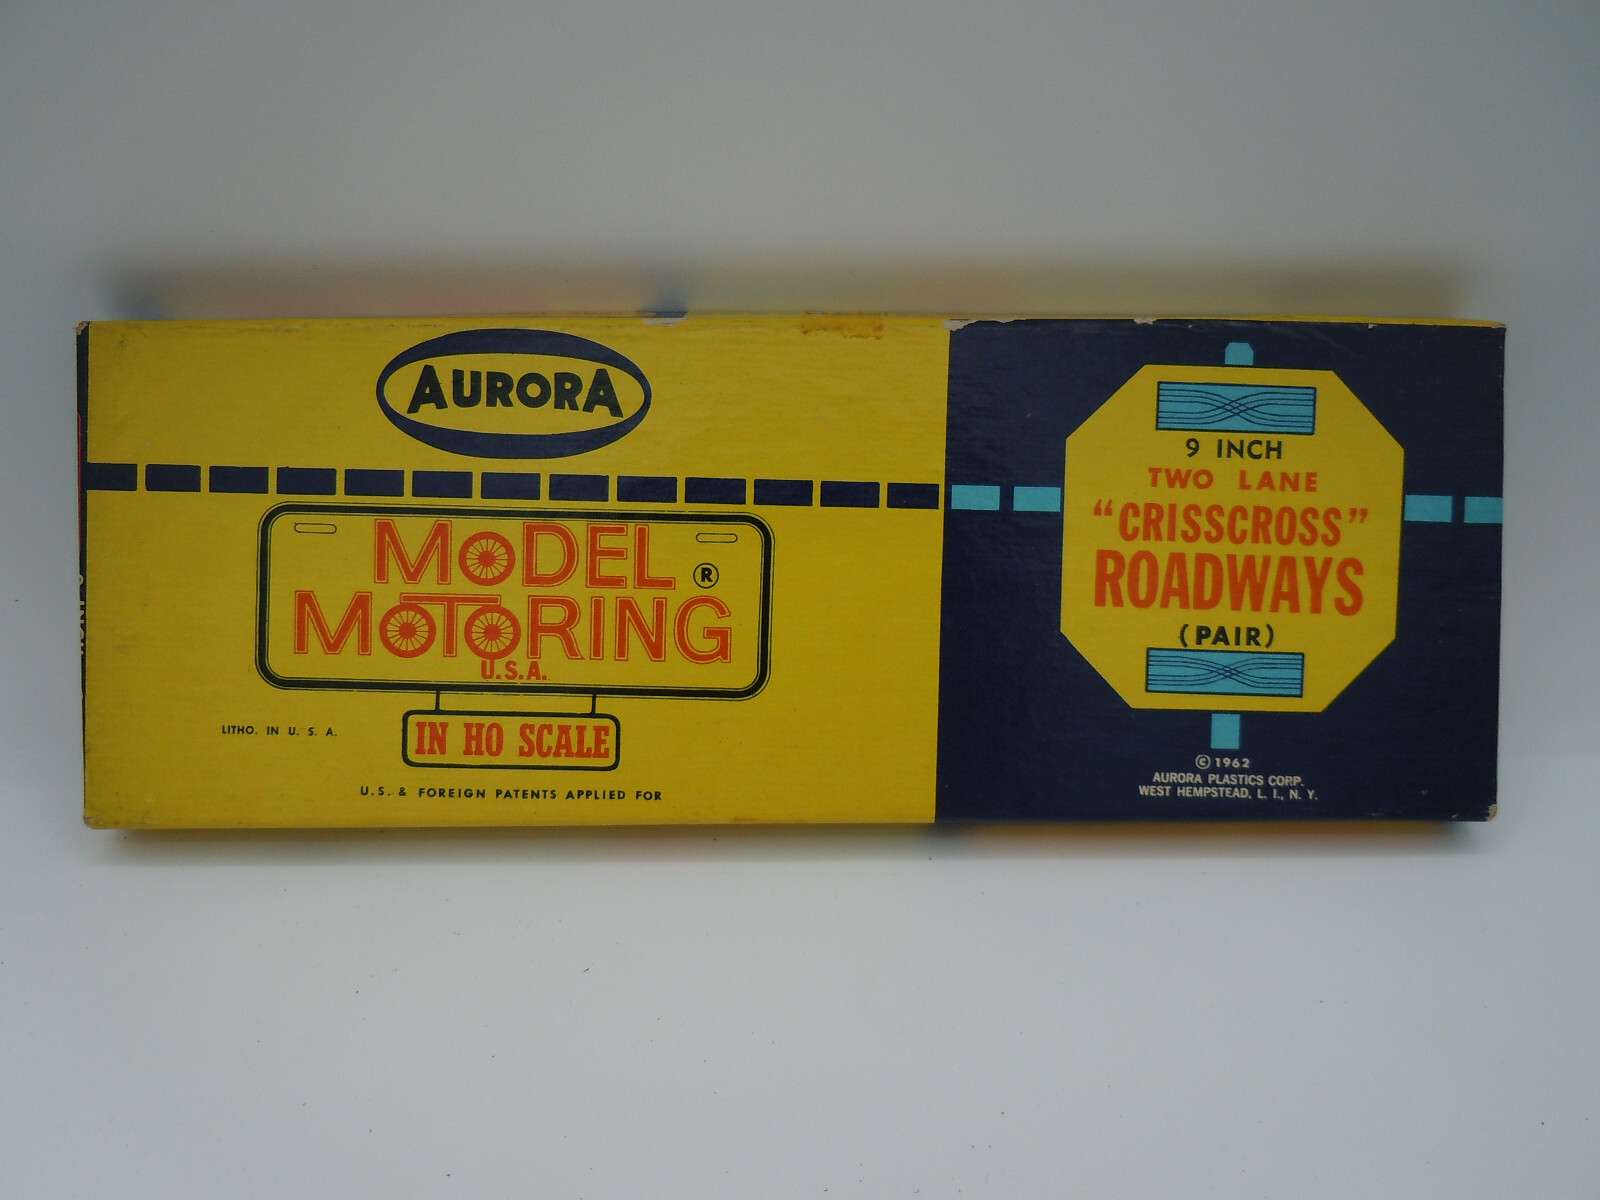 AURORA
MODEL ®
MOTORING
U.S.A.
IN HO SCALE
LITHO. IN U. S. A.
U.S. & FOREIGN PATENTS APPLIED FOR
9 INCH
TWO LANE
“CRISSCROSS”
ROADWAYS
(PAIR)
© 1962
AURORA PLASTICS CORP.
WEST HEMPSTEAD, L. I., N. Y.